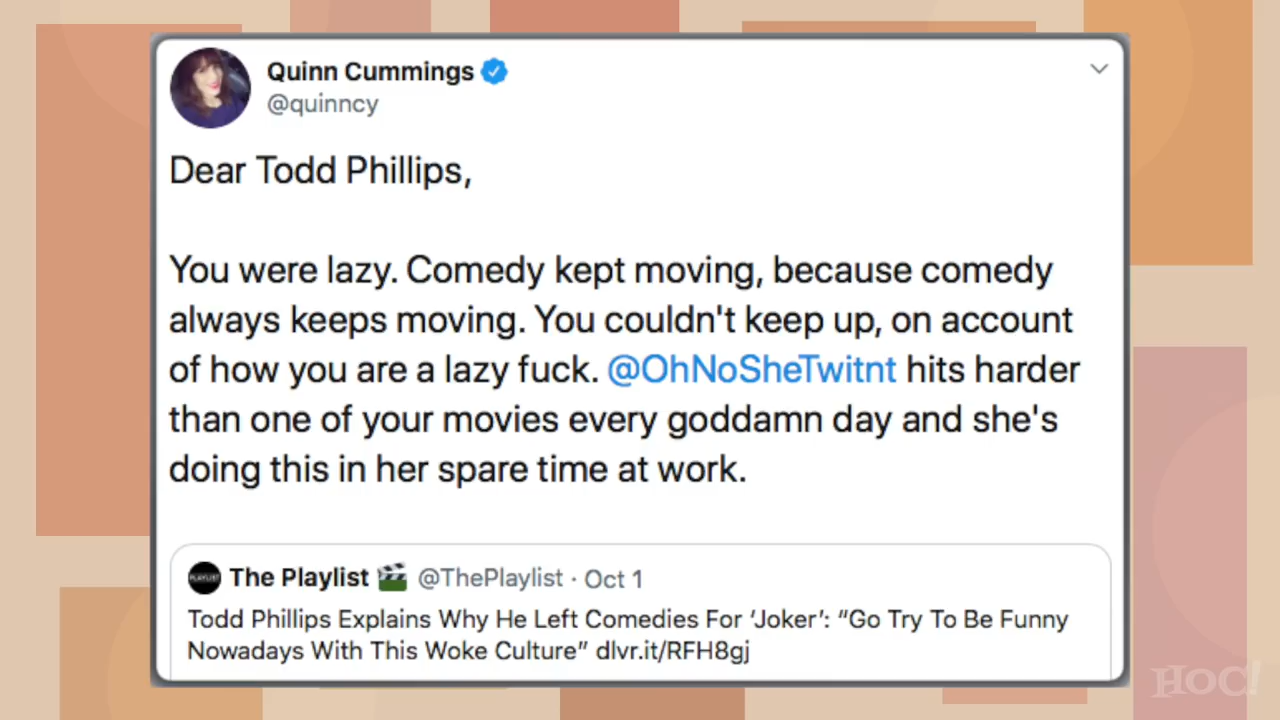 Quinn Cummings
@quinncy
Dear Todd Phillips,
You were lazy. Comedy kept moving, because comedy
always keeps moving. You couldn't keep up, on account
of how you are a lazy fuck. @OhNoSheTwitnt hits harder
than one of your movies every goddamn day and she's
doing this in her spare time at work.
PLAYLIST
The Playlist 🎬 @ThePlaylist · Oct 1
Todd Phillips Explains Why He Left Comedies For ‘Joker’: “Go Try To Be Funny
Nowadays With This Woke Culture” dlvr.it/RFH8gj
HOC!